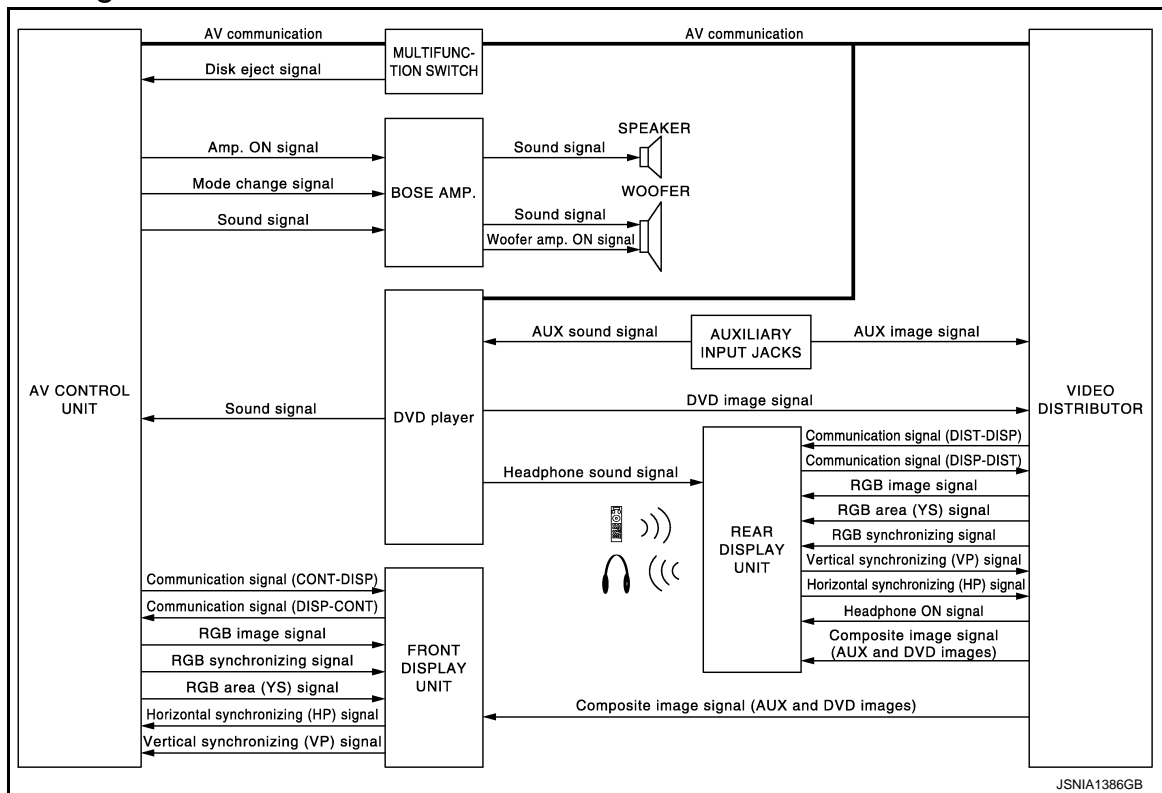 AV communication
AV communication
MULTIFUNC-
TION SWITCH
Disk eject signal
SPEAKER
Amp. ON signal
Sound signal
Mode change signal
BOSE AMP.
WOOFER
Sound signal
Sound signal
Woofer amp. ON signal
AUX sound signal
AUXILIARY
INPUT JACKS
AUX image signal
AV CONTROL
UNIT
Sound signal
DVD player
DVD image signal
VIDEO
DISTRIBUTOR
Headphone sound signal
REAR
DISPLAY
UNIT
Communication signal (DIST-DISP)
Communication signal (DISP-DIST)
RGB image signal
RGB area (YS) signal
RGB synchronizing signal
Vertical synchronizing (VP) signal
Horizontal synchronizing (HP) signal
Headphone ON signal
Composite image signal
(AUX and DVD images)
Communication signal (CONT-DISP)
Communication signal (DISP-CONT)
RGB image signal
RGB synchronizing signal
RGB area (YS) signal
Horizontal synchronizing (HP) signal
Vertical synchronizing (VP) signal
FRONT
DISPLAY
UNIT
Composite image signal (AUX and DVD images)
JSNIA1386GB